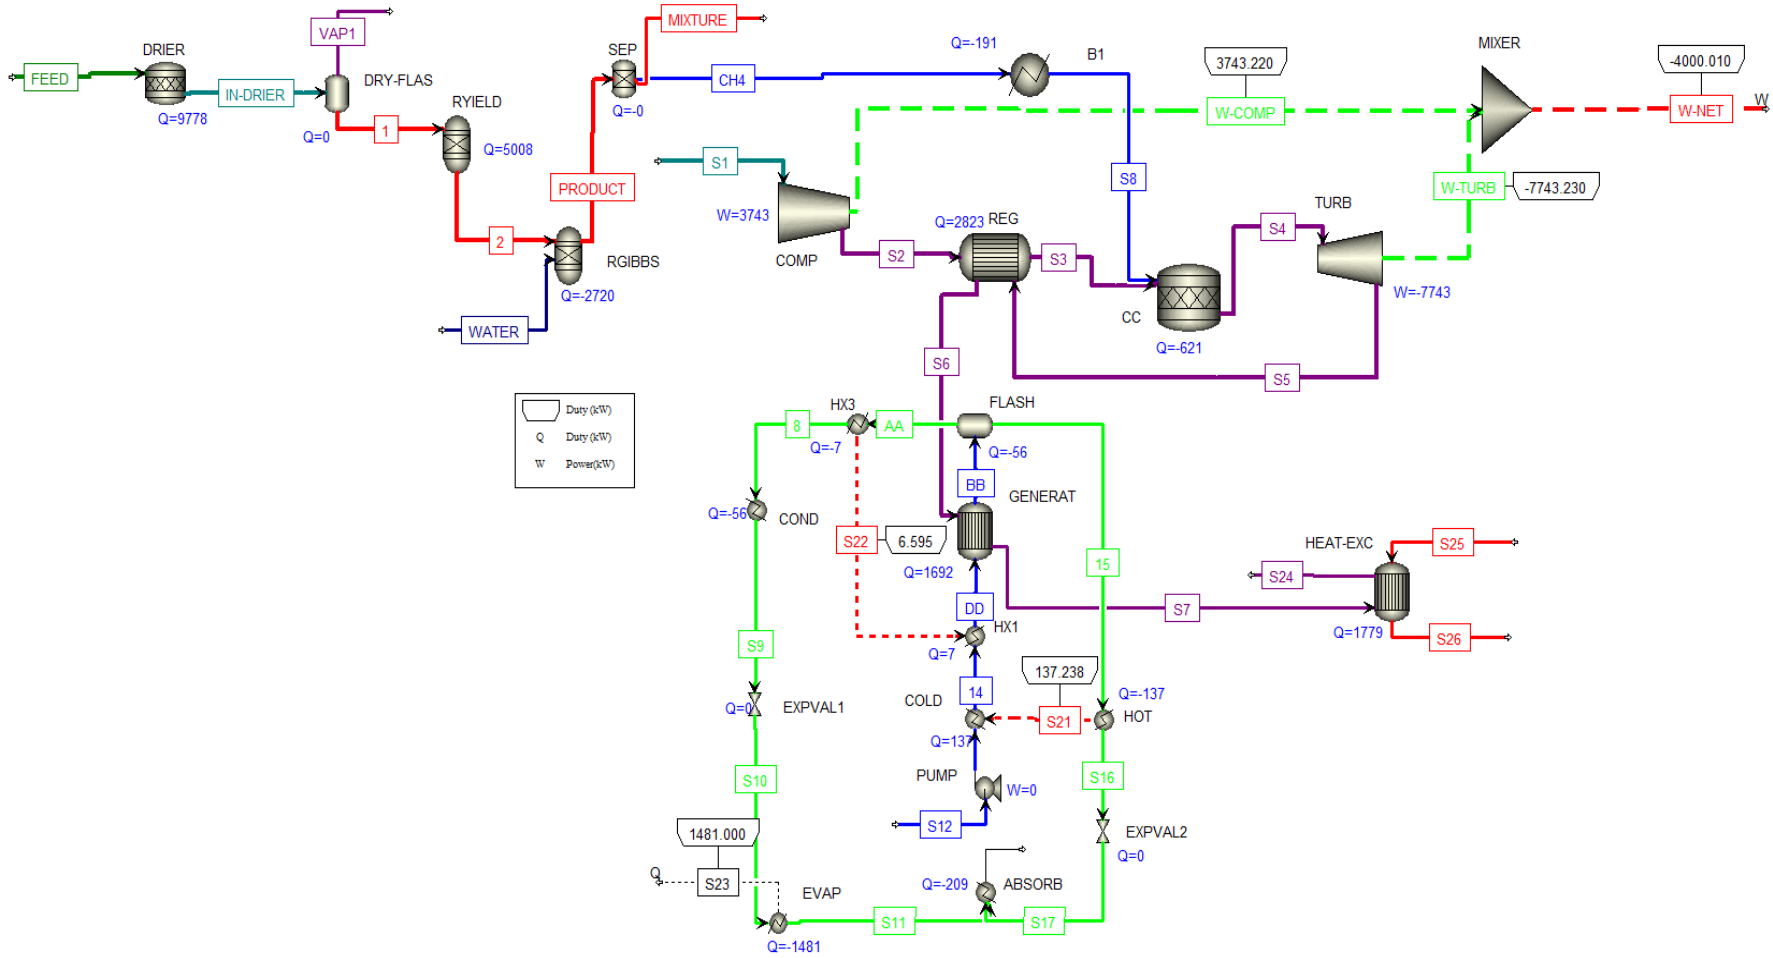 MIXTURE
VAP1
DRIER
SEP
Q=-191
B1
MIXER
3743.220
-4000.010
FEED
IN-DRIER
DRY-FLAS
CH4
W-COMP
W-NET
W
RYIELD
Q=9778
Q=0
1
Q=-0
Q=5008
S1
S8
W-TURB
-7743.230
PRODUCT
W=3743
Q=2823
REG
TURB
S4
2
RGIBBS
COMP
S2
S3
Q=-2720
W=-7743
WATER
CC
Q=-621
S6
S5
Duty (kW)
Q
Duty (kW)
W
Power(kW)
HX3
FLASH
8
AA
Q=-7
Q=-56
BB
GENERAT
Q=-56
COND
S22
6.595
HEAT-EXC
S25
15
Q=1692
S24
DD
S7
HX1
Q=1779
S26
S9
Q=7
137.238
14
Q=-137
COLD
Q=0
EXPVAL1
S21
HOT
Q=137
PUMP
S10
S16
W=0
S12
1481.000
EXPVAL2
Q=0
Q
S23
EVAP
Q=-209
ABSORB
S11
S17
Q=-1481